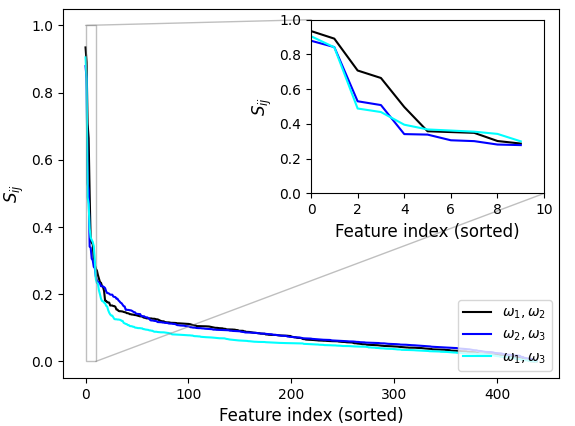 1.0
0.8
0.6
0.4
0.2
0.0
S_ij
0 100 200 300 400
Feature index (sorted)
1.0
0.8
0.6
0.4
0.2
0.0
S_ij
0 2 4 6 8 10
Feature index (sorted)
ω₁, ω₂
ω₂, ω₃
ω₁, ω₃